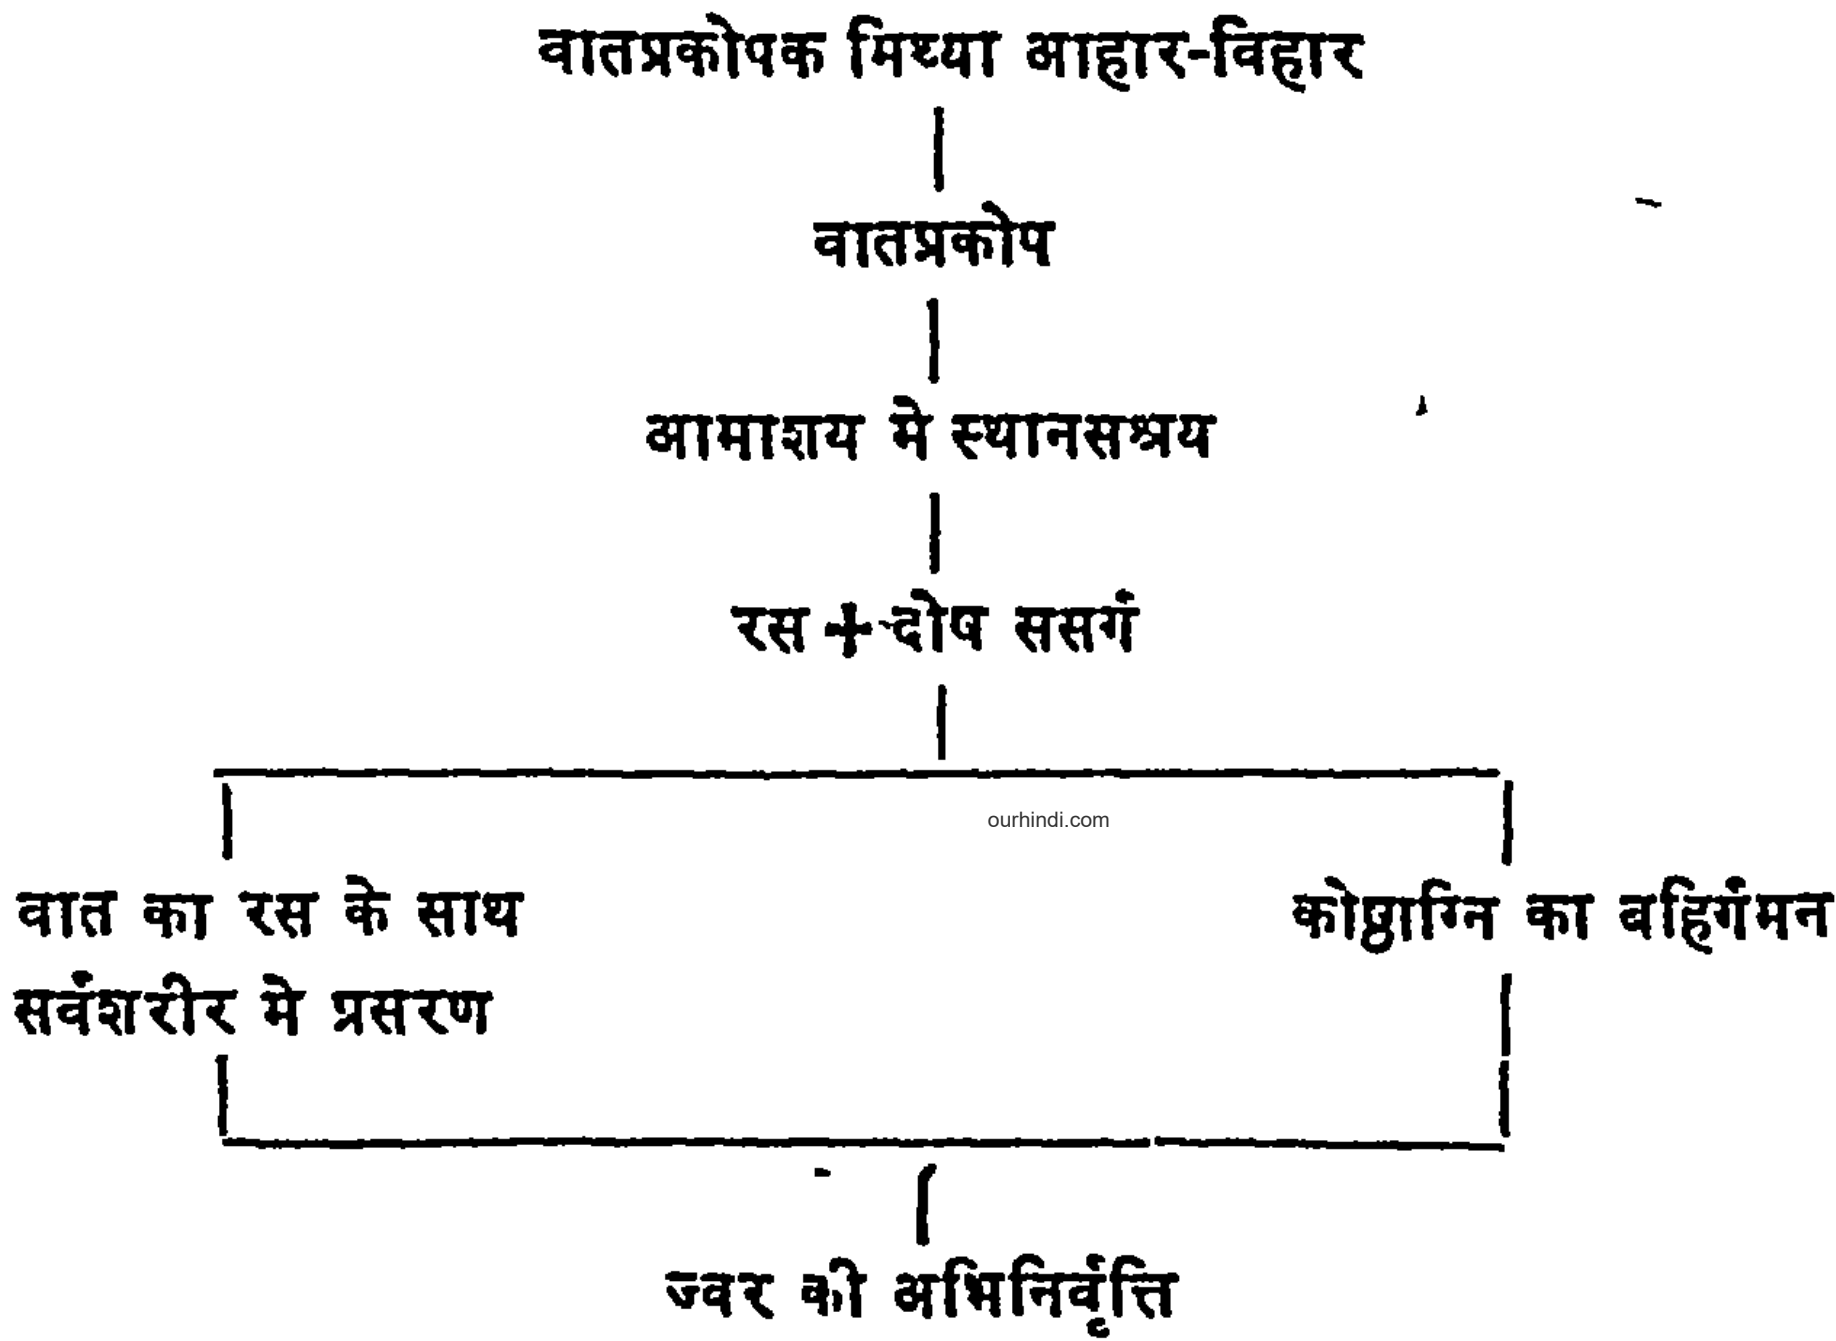 वातप्रकोपक मिथ्या आहार-विहार
वातप्रकोप
आमाशय मे स्थानसश्रय
रस + दोष ससर्ग
ourhindi.com
वात का रस के साथ
सर्वशरीर मे प्रसरण
कोष्ठाग्नि का वहिर्गमन
ज्वर की अभिनिर्वृत्ति